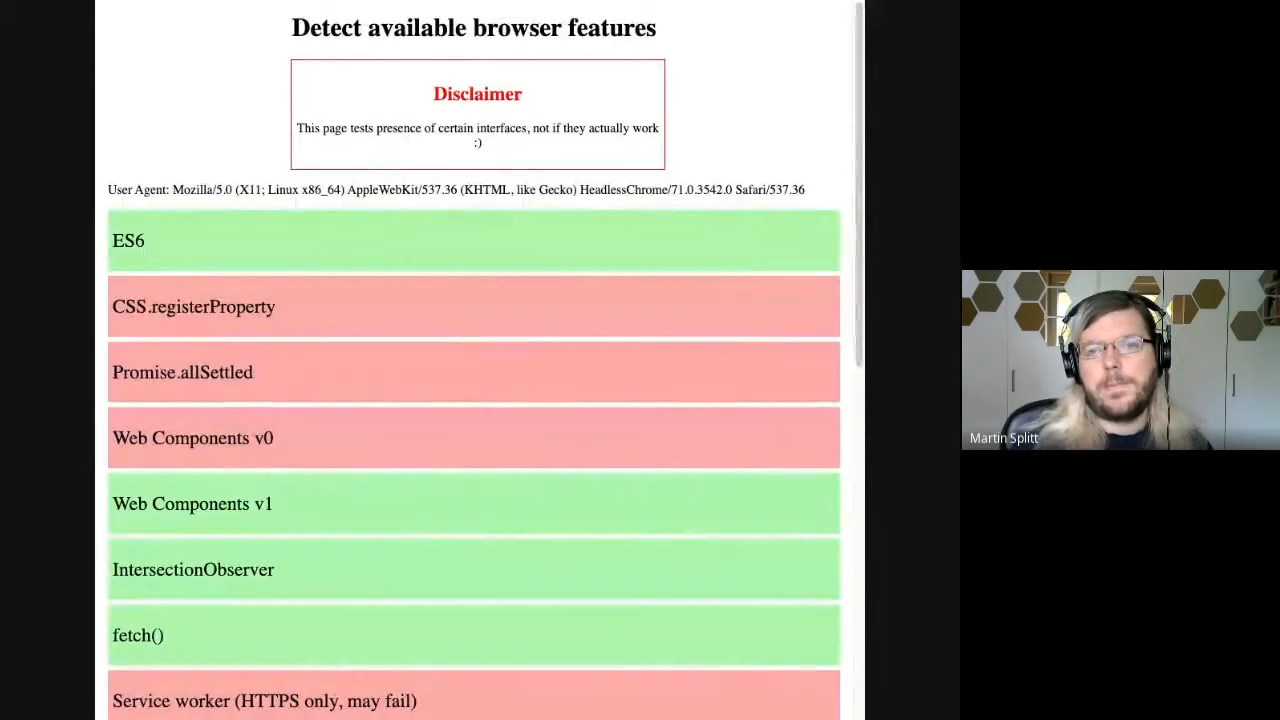 Detect available browser features
Disclaimer
This page tests presence of certain interfaces, not if they actually work
:)
User Agent: Mozilla/5.0 (X11; Linux x86_64) AppleWebKit/537.36 (KHTML, like Gecko) HeadlessChrome/71.0.3542.0 Safari/537.36
ES6
CSS.registerProperty
Promise.allSettled
Web Components v0
Web Components v1
IntersectionObserver
fetch()
Service worker (HTTPS only, may fail)
Martin Splitt